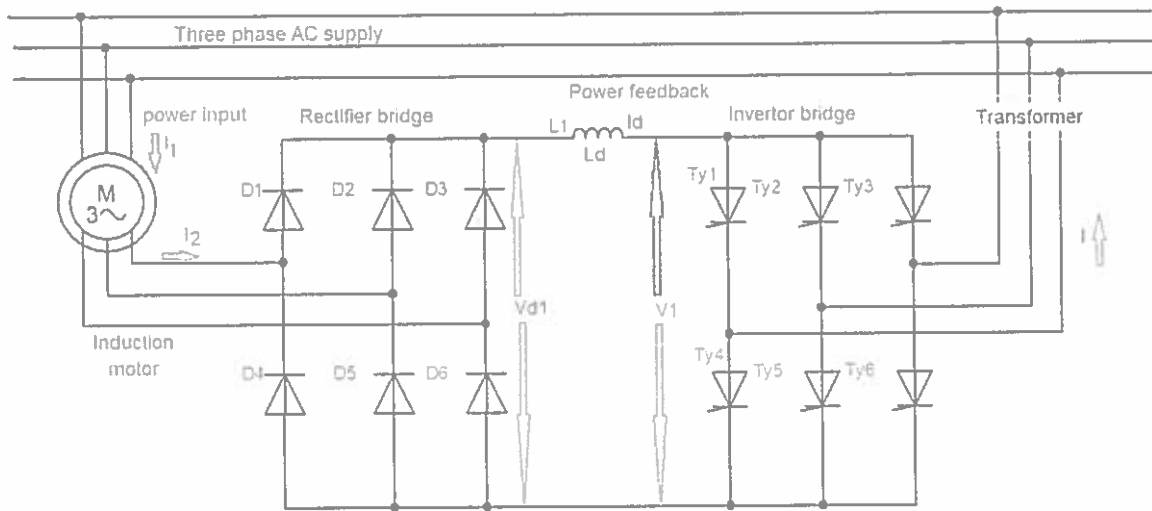 Three phase AC supply
Power feedback
power input
Rectifier bridge
L1
Id
Invertor bridge
Transformer
I1
Ld
M
3~
D1
D2
D3
Ty1
Ty2
Ty3
I2
I
Vd1
V1
Induction
motor
D4
D5
D6
Ty4
Ty5
Ty6